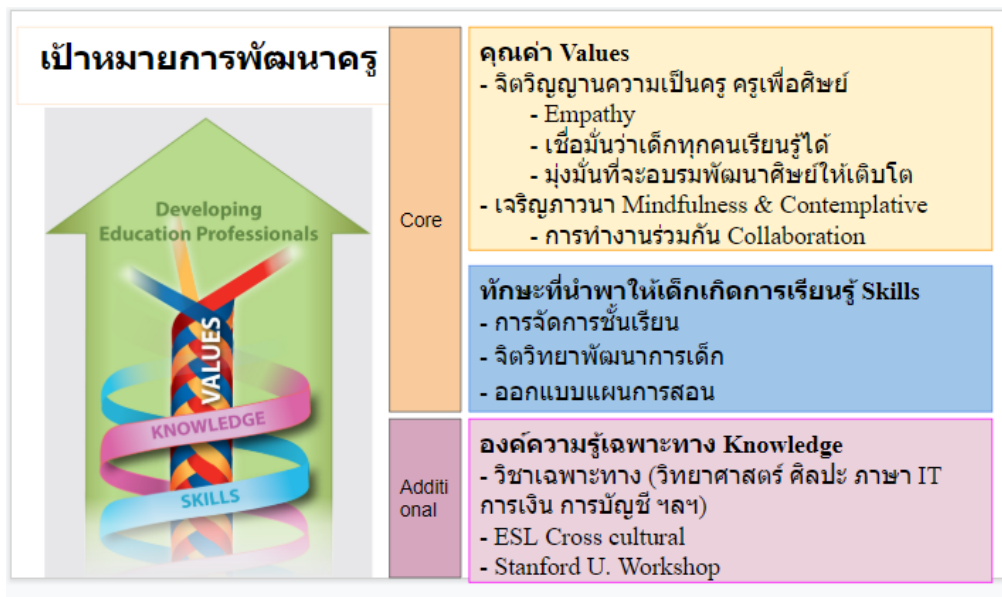 เป้าหมายการพัฒนาครู
Developing
Education Professionals
VALUES
KNOWLEDGE
SKILLS
Core
คุณค่า Values
- จิตวิญญานความเป็นครู ครูเพื่อศิษย์
- Empathy
- เชื่อมั่นว่าเด็กทุกคนเรียนรู้ได้
- มุ่งมั่นที่จะอบรมพัฒนาศิษย์ให้เติบโต
- เจริญภาวนา Mindfulness & Contemplative
- การทำงานร่วมกัน Collaboration
ทักษะที่นำพาให้เด็กเกิดการเรียนรู้ Skills
- การจัดการชั้นเรียน
- จิตวิทยาพัฒนาการเด็ก
- ออกแบบแผนการสอน
Additi
onal
องค์ความรู้เฉพาะทาง Knowledge
- วิชาเฉพาะทาง (วิทยาศาสตร์ ศิลปะ ภาษา IT
การเงิน การบัญชี ฯลฯ)
- ESL Cross cultural
- Stanford U. Workshop